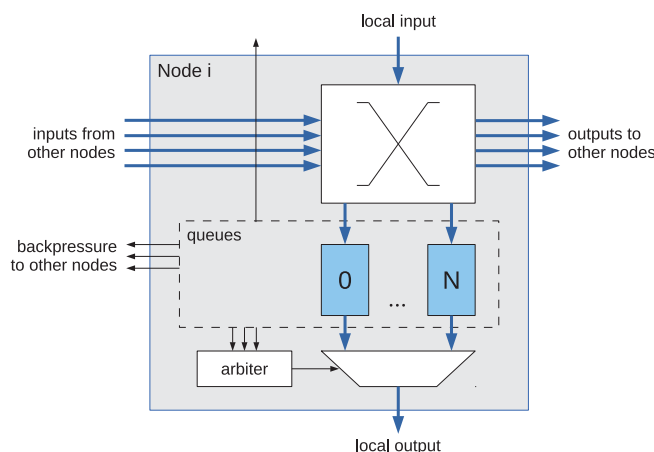 local input
Node i
inputs from
other nodes
outputs to
other nodes
queues
backpressure
to other nodes
0
...
N
arbiter
local output